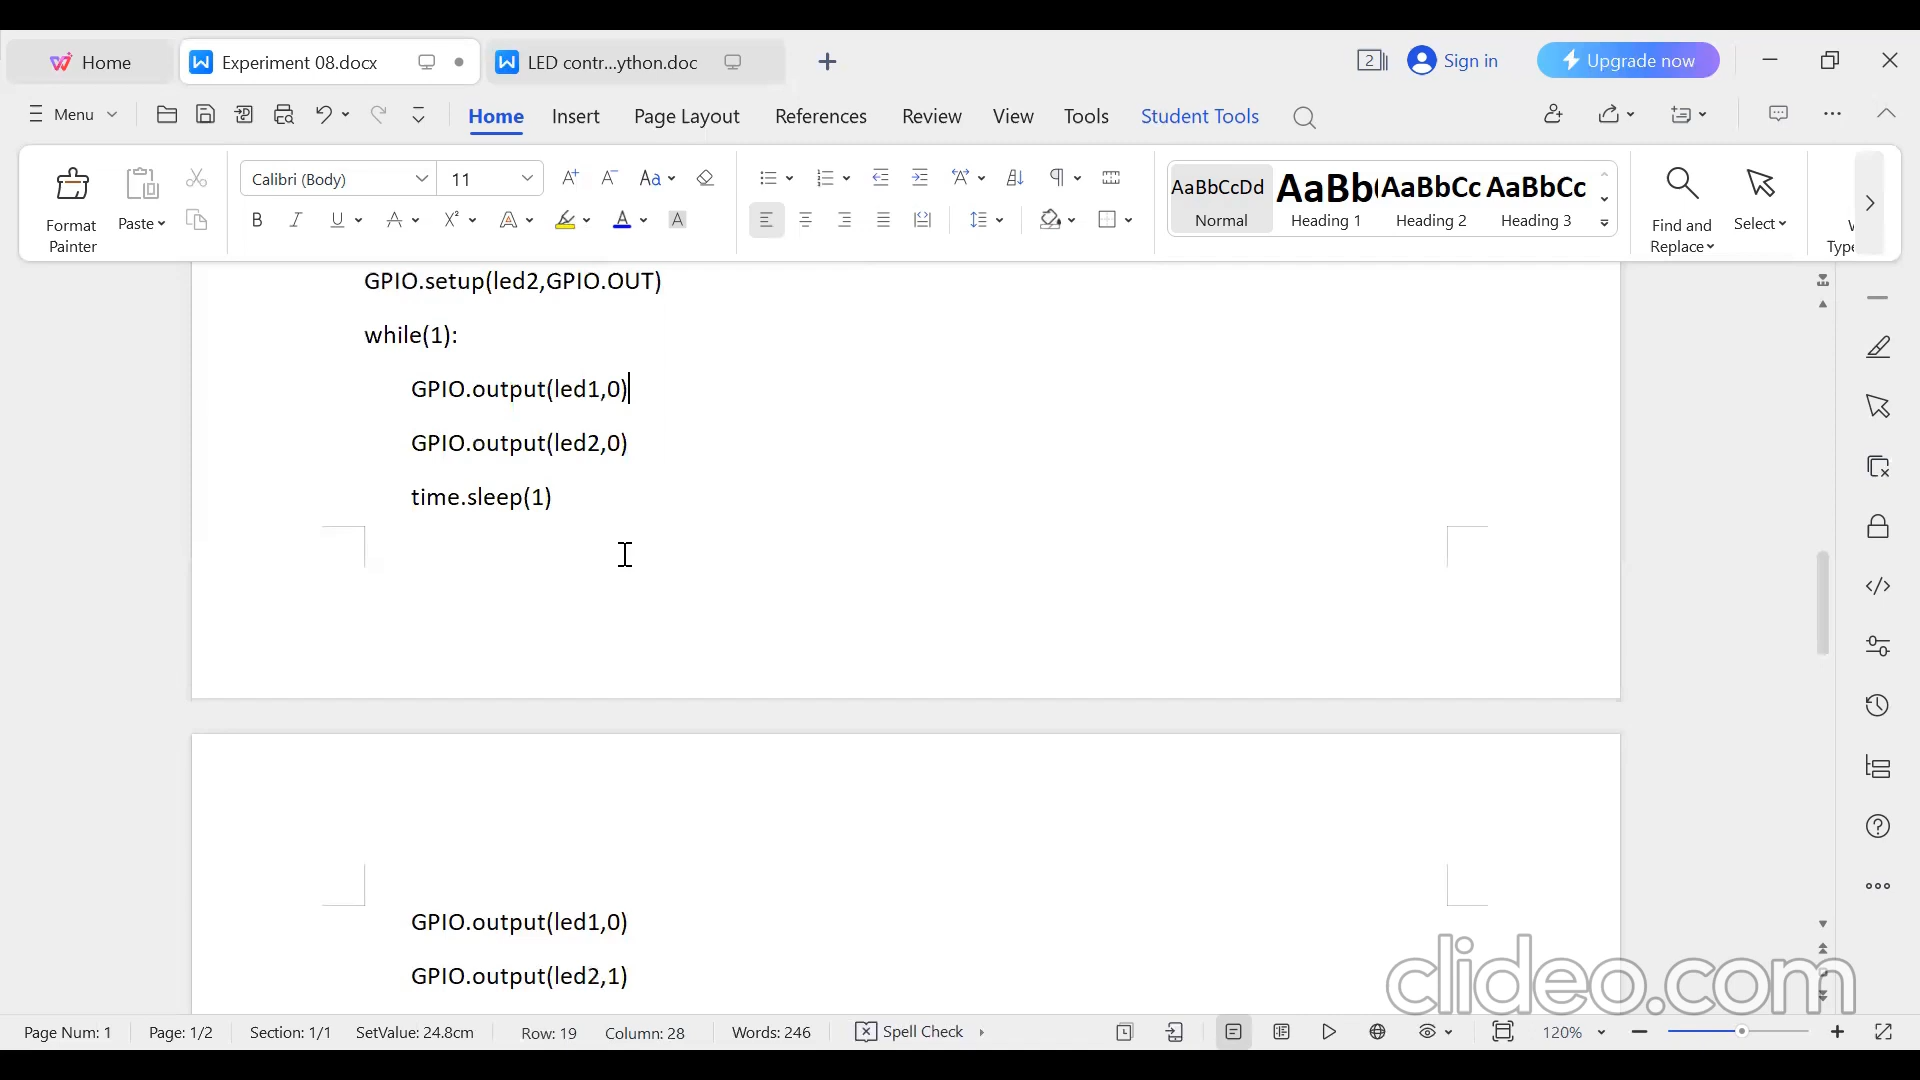 Home
Experiment 08.docx
LED contr...ython.doc
2
Sign in
Upgrade now
Menu
Home
Insert
Page Layout
References
Review
View
Tools
Student Tools
Format Painter
Paste
Calibri (Body)
11
AaBbCcDd
Normal
AaBb(
Heading 1
AaBbCc
Heading 2
AaBbCc
Heading 3
Find and Replace
Select
Type
GPIO.setup(led2,GPIO.OUT)
while(1):
GPIO.output(led1,0)
GPIO.output(led2,0)
time.sleep(1)
GPIO.output(led1,0)
GPIO.output(led2,1)
clideo.com
Page Num: 1
Page: 1/2
Section: 1/1
SetValue: 24.8cm
Row: 19
Column: 28
Words: 246
Spell Check
120%